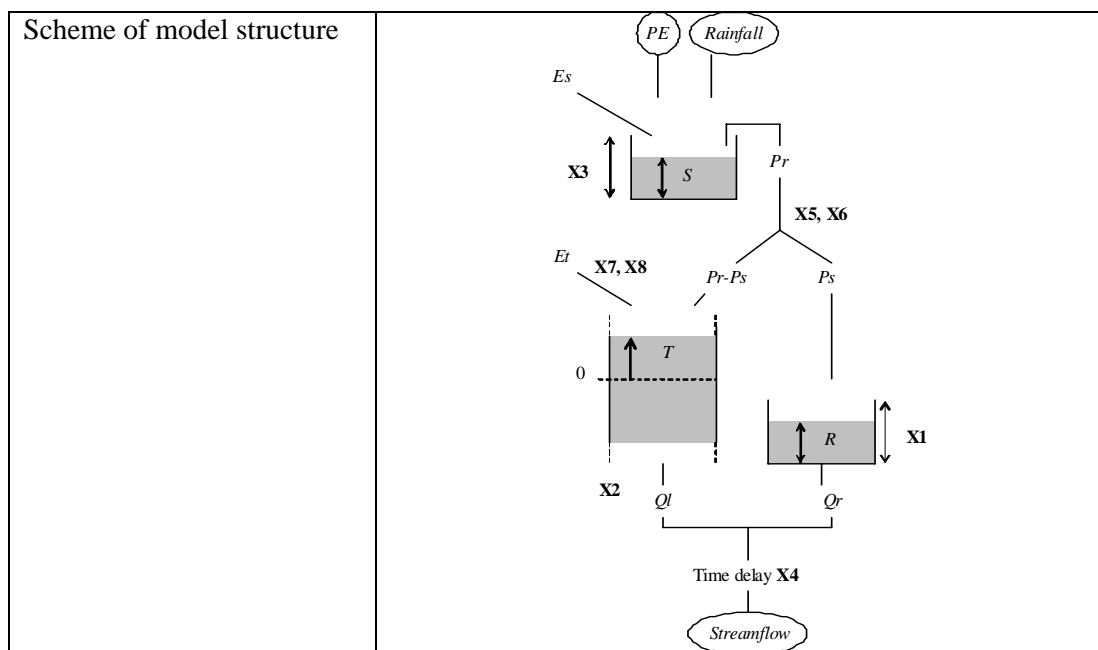 Scheme of model structure
PE
Rainfall
Es
Pr
X3
S
X5, X6
Et
X7, X8
Pr-Ps
Ps
T
0
R
X1
X2
Ql
Qr
Time delay X4
Streamflow